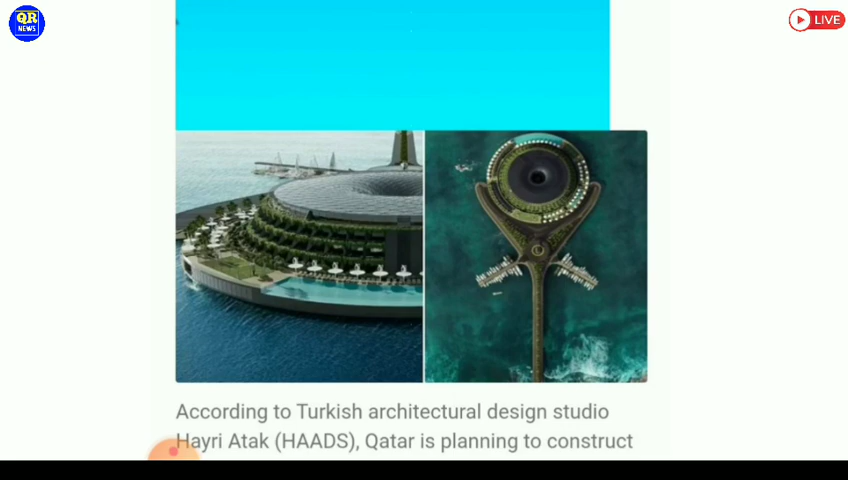 QR
NEWS
LIVE
According to Turkish architectural design studio
Hayri Atak (HAADS), Qatar is planning to construct